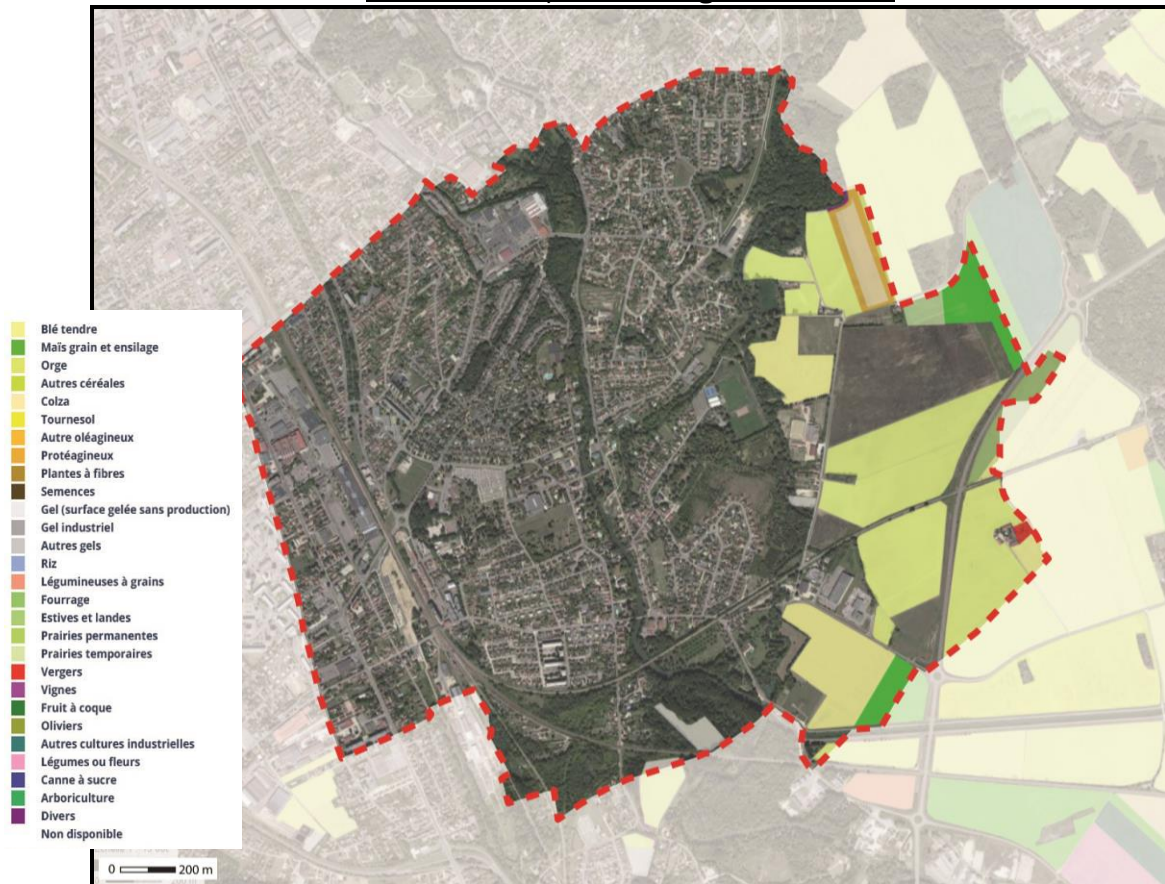 Blé tendre
Maïs grain et ensilage
Orge
Autres céréales
Colza
Tournesol
Autre oléagineux
Protéagineux
Plantes à fibres
Semences
Gel (surface gelée sans production)
Gel industriel
Autres gels
Riz
Légumineuses à grains
Fourrage
Estives et landes
Prairies permanentes
Prairies temporaires
Vergers
Vignes
Fruit à coque
Oliviers
Autres cultures industrielles
Légumes ou fleurs
Canne à sucre
Arboriculture
Divers
Non disponible
0 200 m